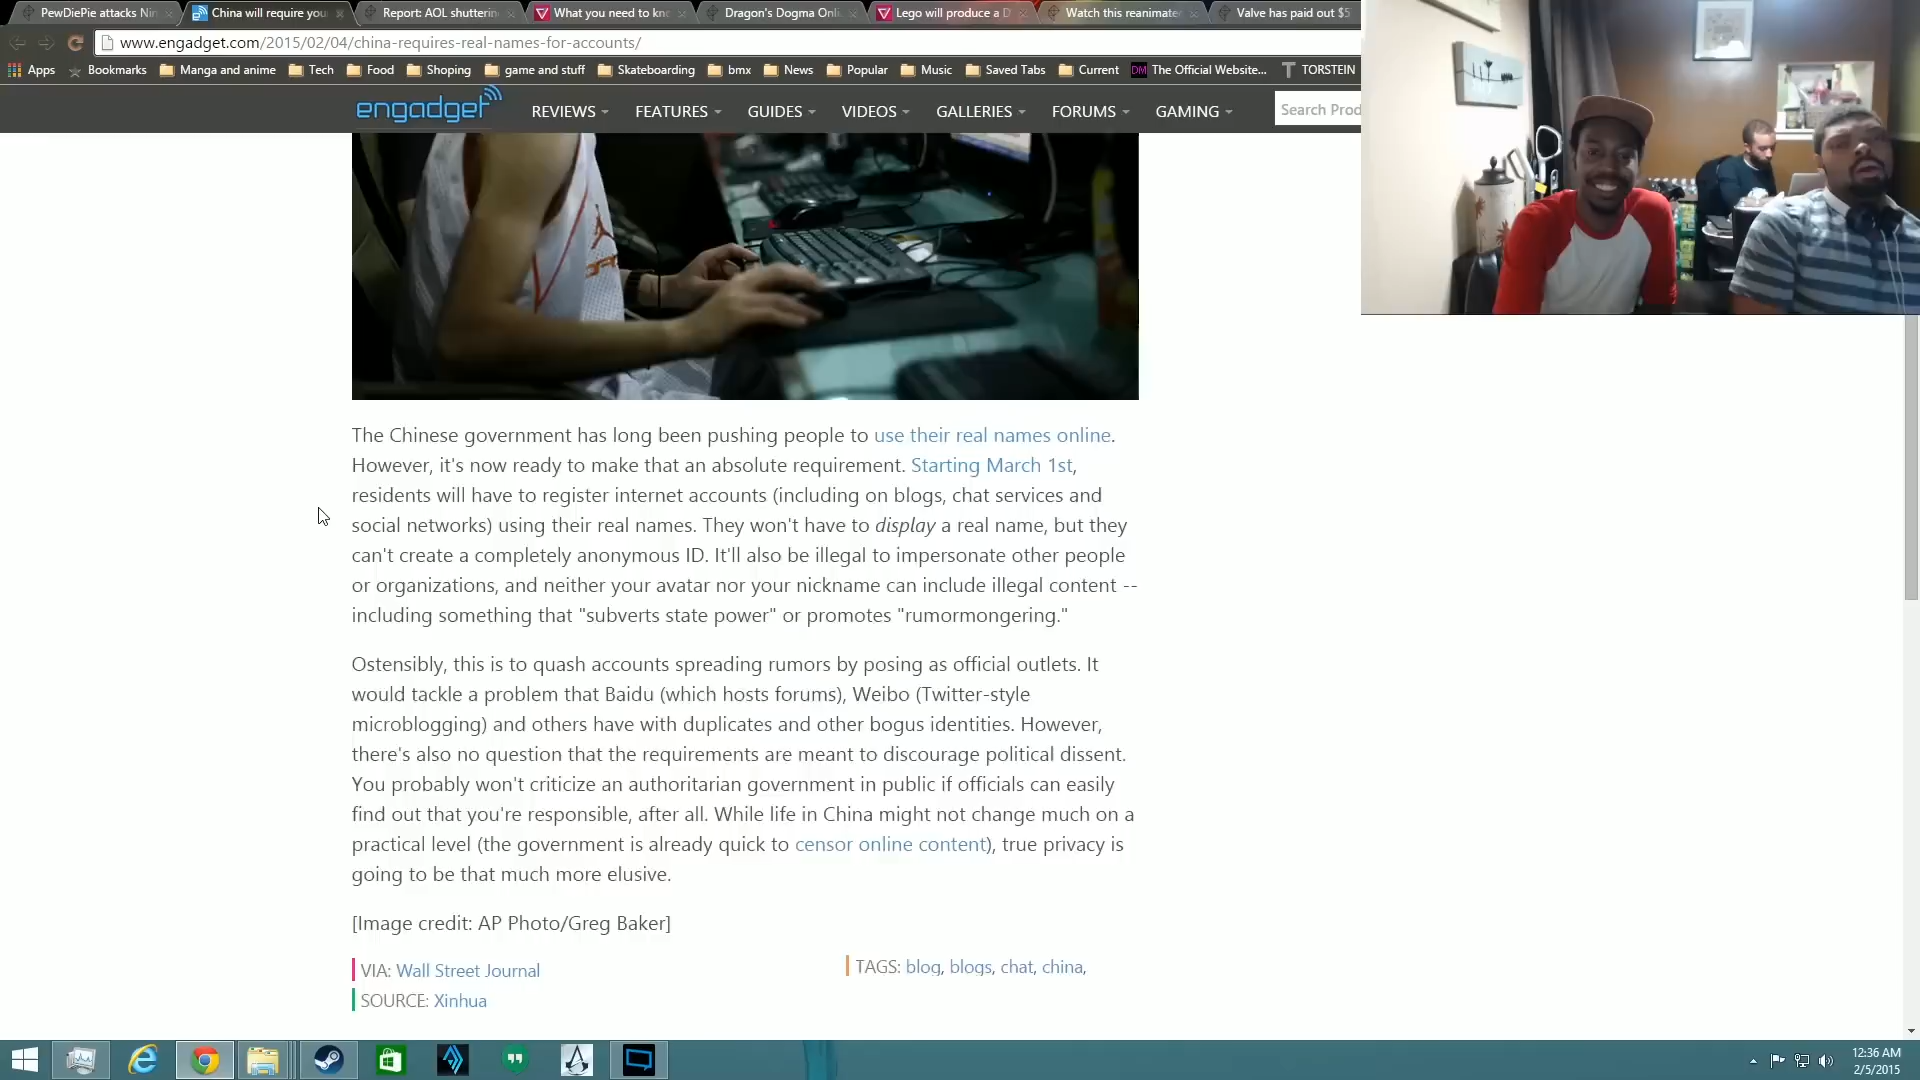 PewDiePie attacks Nin
China will require you
Report: AOL shutterin
What you need to kno
Dragon's Dogma Onli
Lego will produce a D
Watch this reanimate
Valve has paid out $5
www.engadget.com/2015/02/04/china-requires-real-names-for-accounts/
Apps Bookmarks Manga and anime Tech Food Shoping game and stuff Skateboarding bmx News Popular Music Saved Tabs Current DM The Official Website... TORSTEIN
engadget REVIEWS FEATURES GUIDES VIDEOS GALLERIES FORUMS GAMING Search Prod
The Chinese government has long been pushing people to use their real names online.
However, it's now ready to make that an absolute requirement. Starting March 1st,
residents will have to register internet accounts (including on blogs, chat services and
social networks) using their real names. They won't have to display a real name, but they
can't create a completely anonymous ID. It'll also be illegal to impersonate other people
or organizations, and neither your avatar nor your nickname can include illegal content --
including something that "subverts state power" or promotes "rumormongering."
Ostensibly, this is to quash accounts spreading rumors by posing as official outlets. It
would tackle a problem that Baidu (which hosts forums), Weibo (Twitter-style
microblogging) and others have with duplicates and other bogus identities. However,
there's also no question that the requirements are meant to discourage political dissent.
You probably won't criticize an authoritarian government in public if officials can easily
find out that you're responsible, after all. While life in China might not change much on a
practical level (the government is already quick to censor online content), true privacy is
going to be that much more elusive.
[Image credit: AP Photo/Greg Baker]
VIA: Wall Street Journal
TAGS: blog, blogs, chat, china,
SOURCE: Xinhua
12:36 AM
2/5/2015